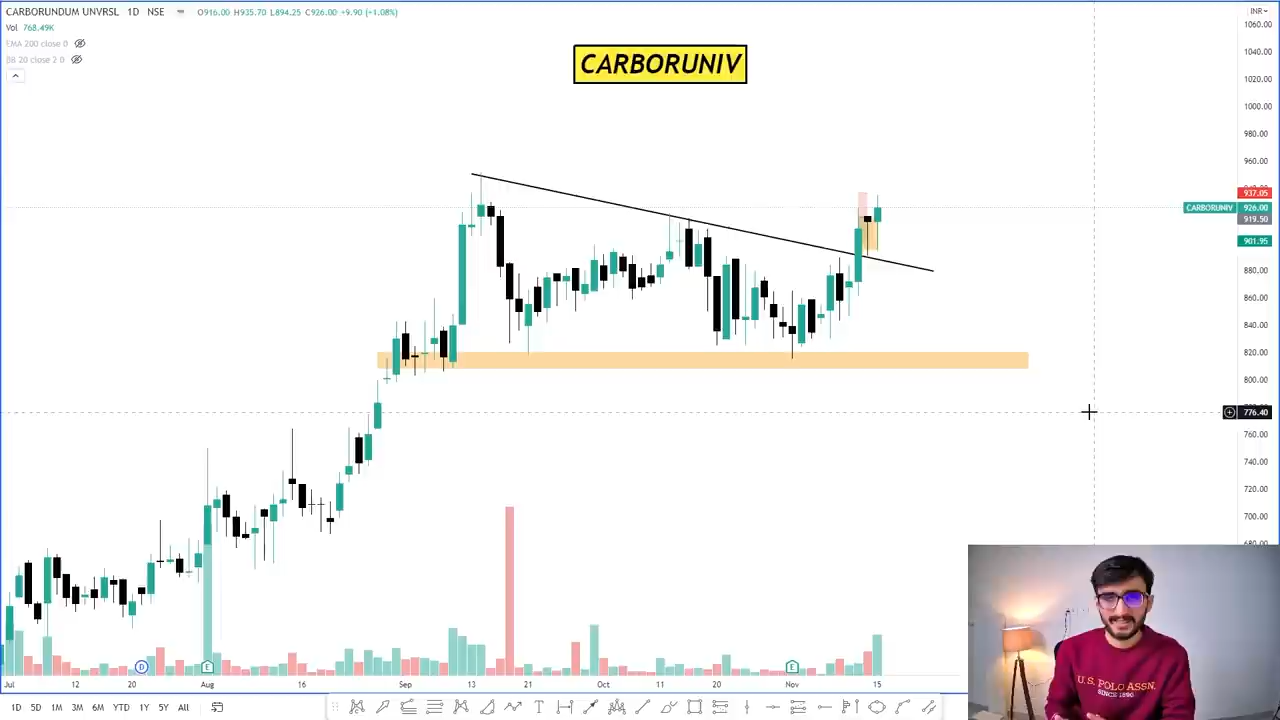 CARBORUNDUM UNVRSL 1D NSE O916.00 H935.70 L894.25 C926.00 +9.90 (+1.08%)
INR
Vol 768.49K
EMA 200 close 0
BB 20 close 2 0
CARBORUNIV
1060.00
1040.00
1020.00
1000.00
980.00
960.00
937.05
CARBORUNIV 926.00
919.50
901.95
880.00
860.00
840.00
820.00
800.00
776.40
760.00
740.00
720.00
700.00
D
E
E
Jul 12 20 Aug 16 Sep 13 21 Oct 11 20 Nov 15
1D 5D 1M 3M 6M YTD 1Y 5Y All
U.S. POLO ASSN.
SINCE 1890